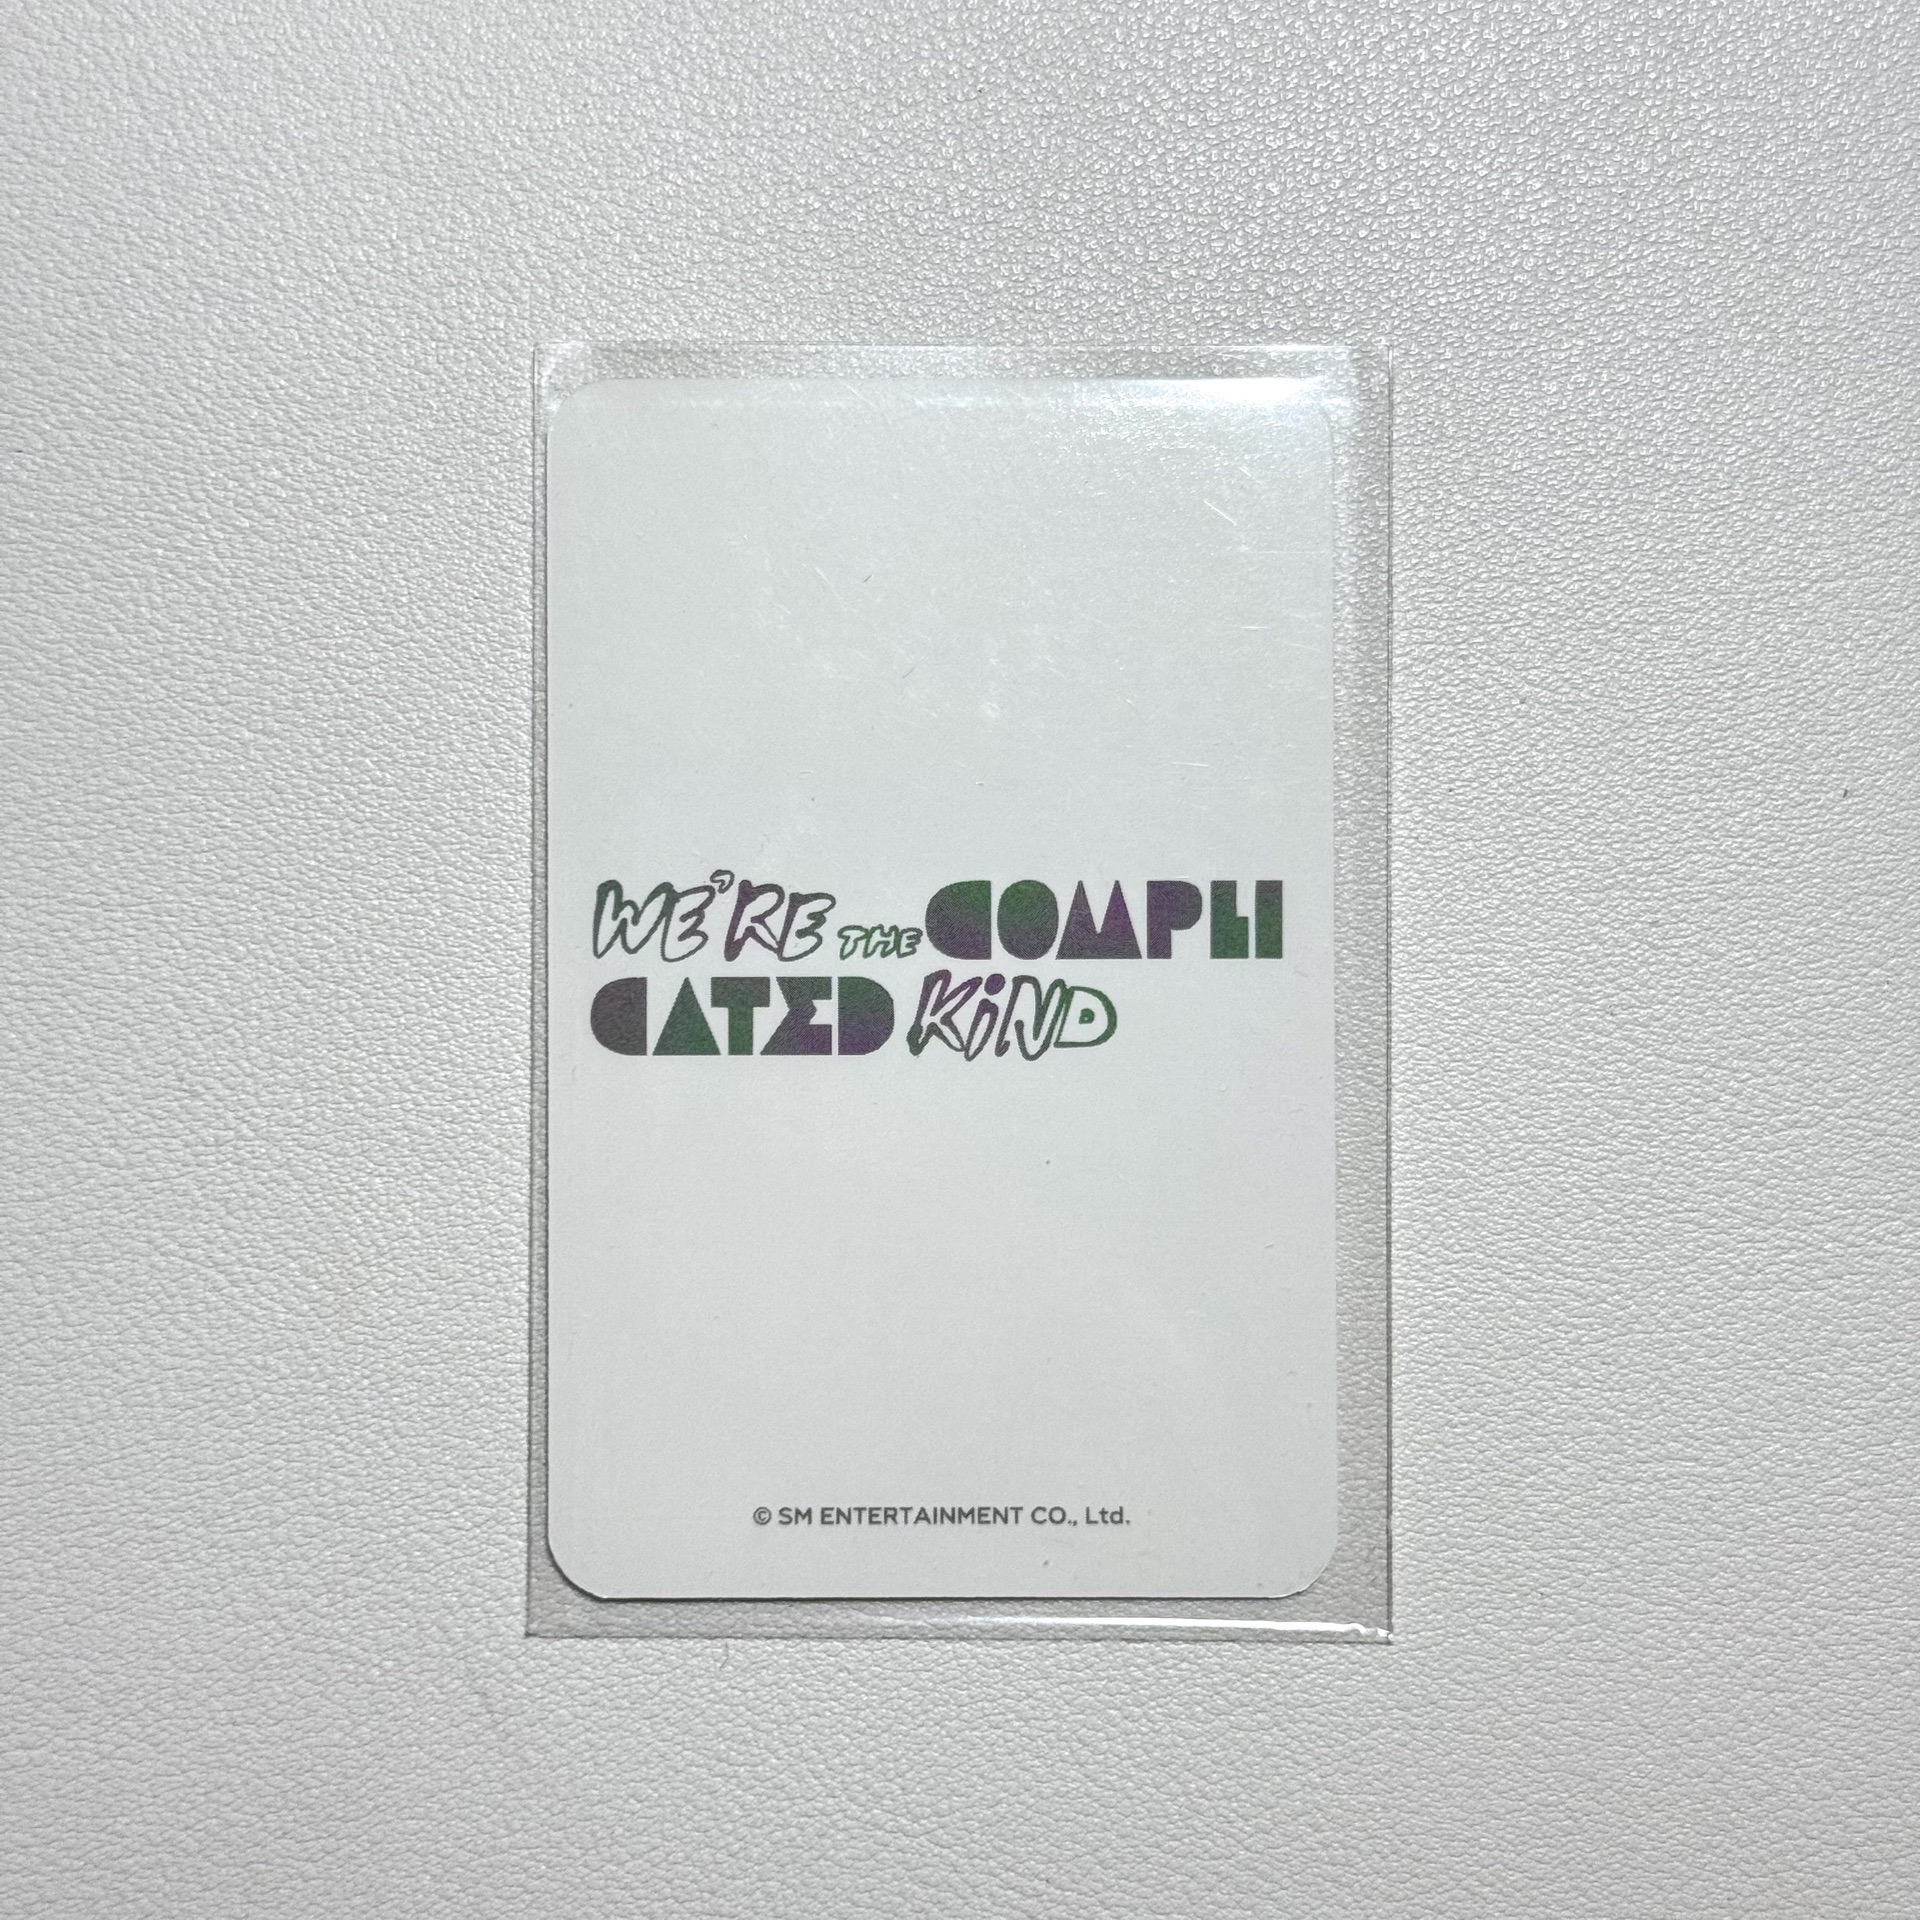 WE'RE THE COMPLI
CATED KiND
© SM ENTERTAINMENT CO., Ltd.